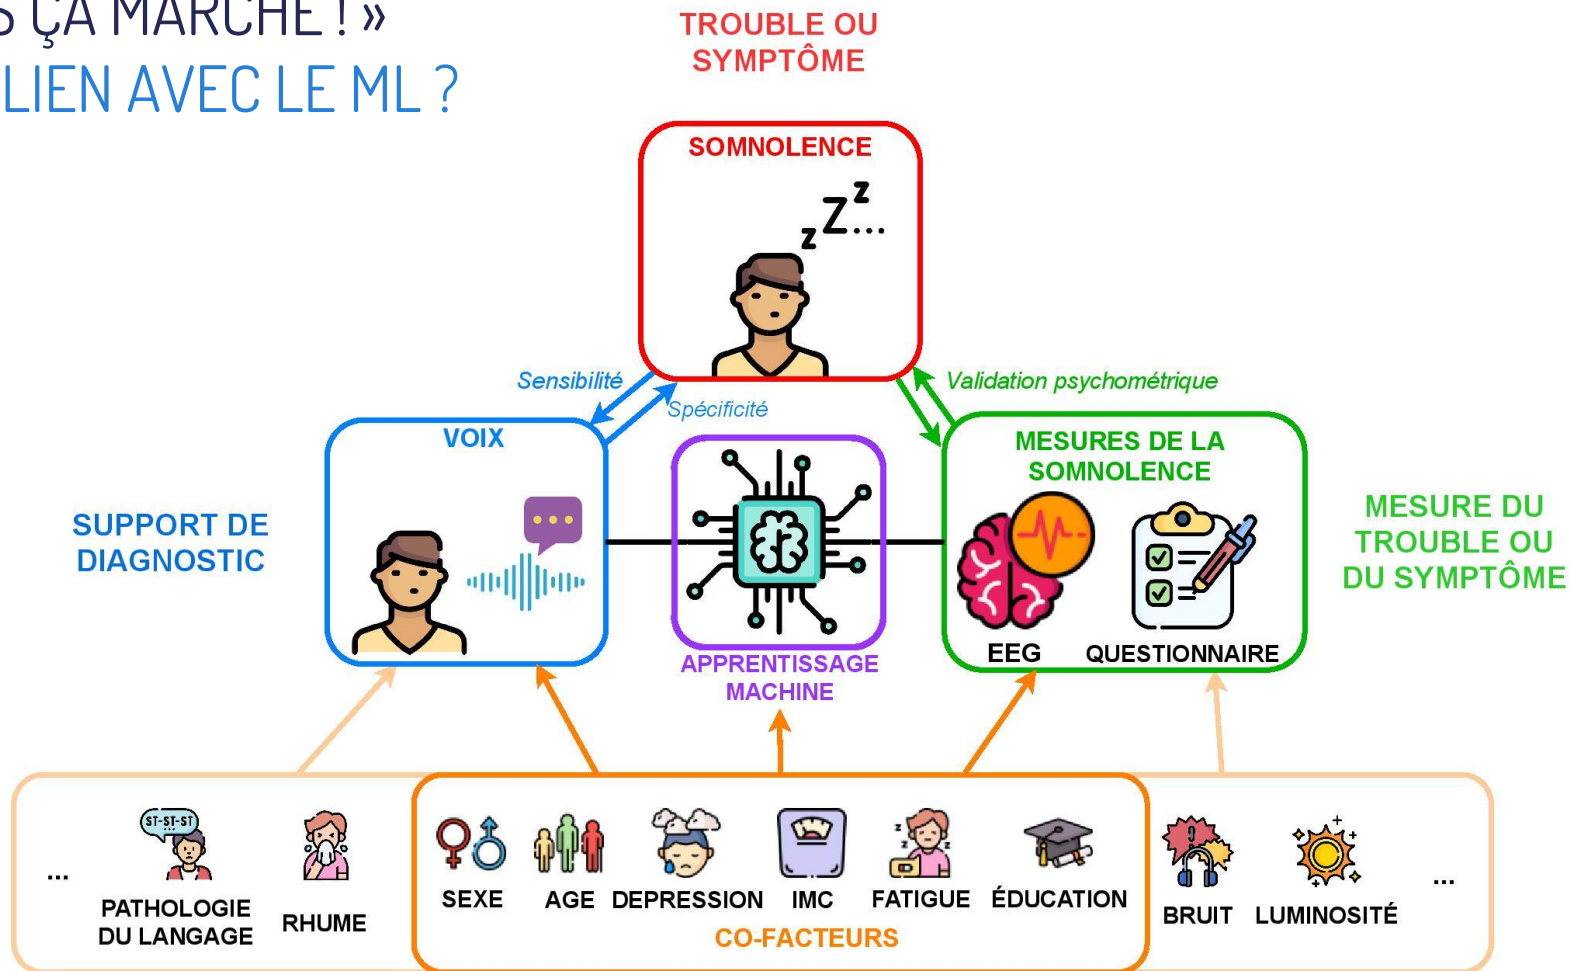 S ÇA MARCHE ! »
LIEN AVEC LE ML ?
TROUBLE OU
SYMPTÔME
SOMNOLENCE
zZz...
Sensibilité
Spécificité
Validation psychométrique
VOIX
MESURES DE LA
SOMNOLENCE
SUPPORT DE
DIAGNOSTIC
MESURE DU
TROUBLE OU
DU SYMPTÔME
EEG
QUESTIONNAIRE
APPRENTISSAGE
MACHINE
ST-ST-ST
...
PATHOLOGIE
DU LANGAGE
RHUME
SEXE
AGE
DEPRESSION
IMC
FATIGUE
ÉDUCATION
CO-FACTEURS
BRUIT
LUMINOSITÉ
...